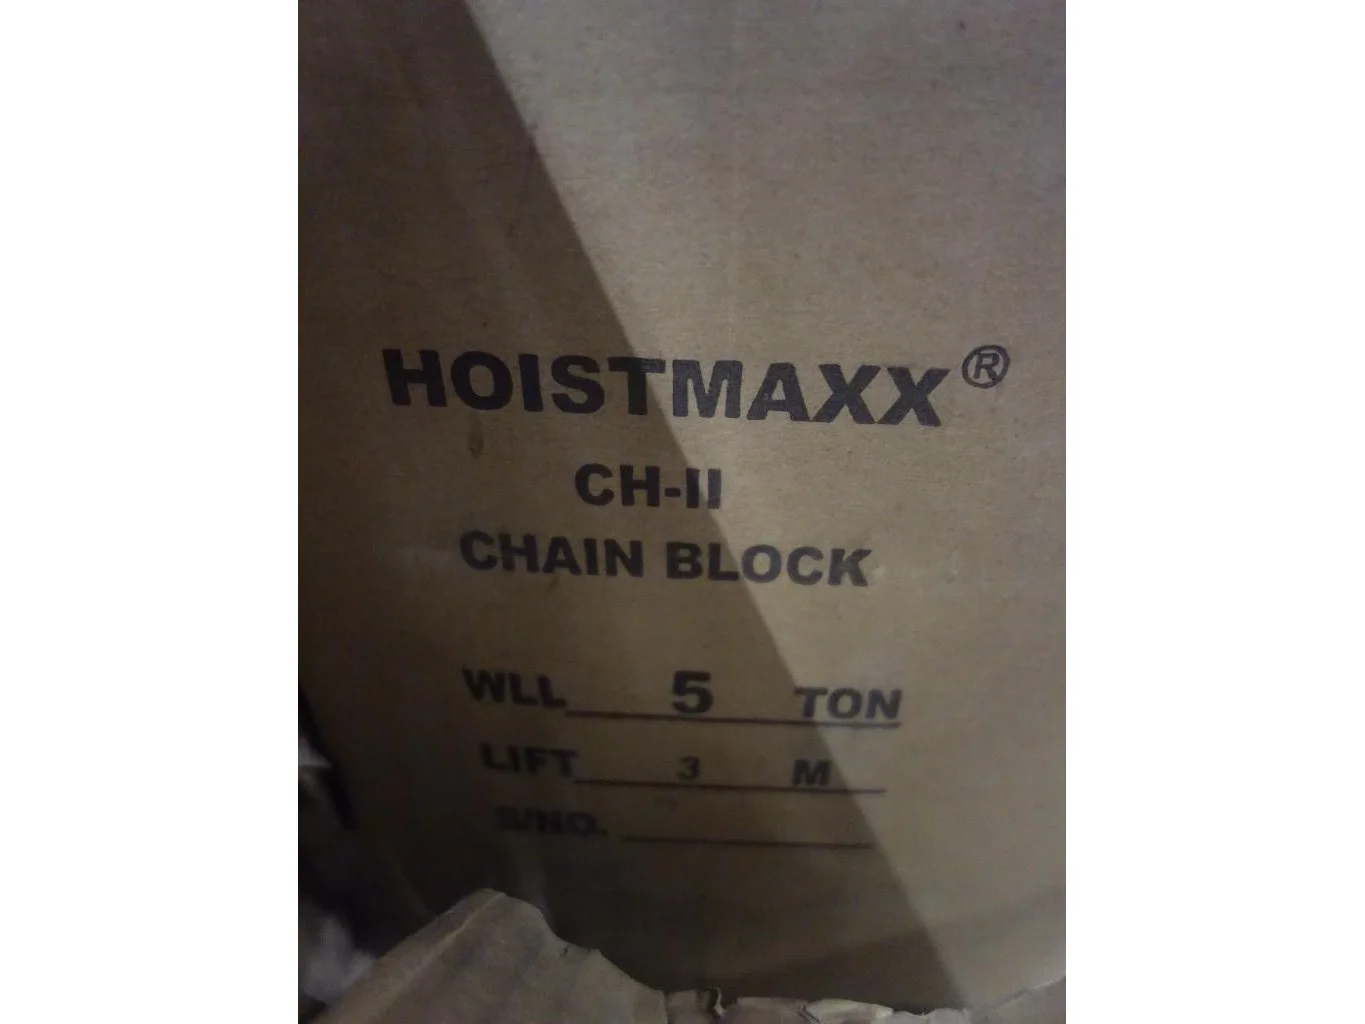 HOISTMAXX®
CH-II
CHAIN BLOCK
WLL 5 TON
LIFT 3 M
S/NO.